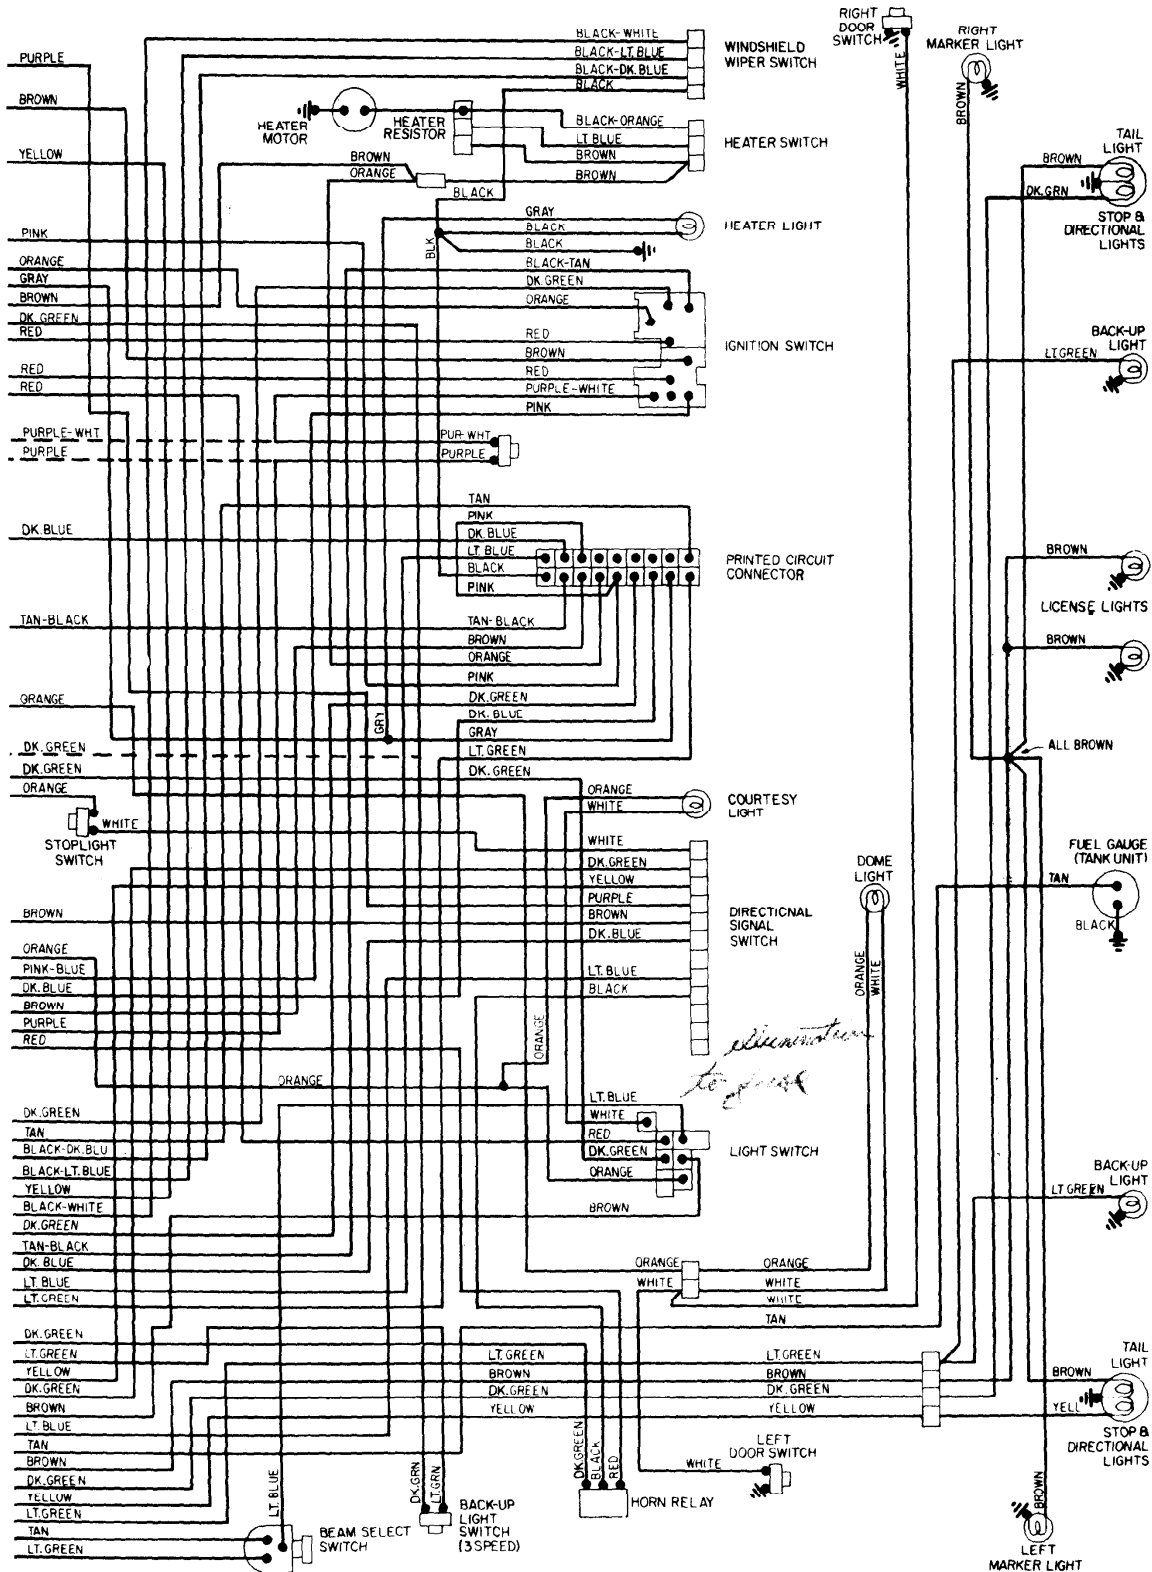 RIGHT
DOOR
SWITCH
WHITE
RIGHT
MARKER LIGHT
BROWN
BLACK-WHITE
BLACK-LT.BLUE
BLACK-DK.BLUE
BLACK
WINDSHIELD
WIPER SWITCH
PURPLE
BROWN
YELLOW
HEATER
MOTOR
HEATER
RESISTOR
BLACK-ORANGE
LT BLUE
BROWN
BROWN
HEATER SWITCH
BROWN
ORANGE
BLACK
TAIL
LIGHT
BROWN
DK.GRN
STOP &
DIRECTIONAL
LIGHTS
GRAY
BLACK
BLACK
HEATER LIGHT
BLK
PINK
ORANGE
GRAY
BROWN
DK.GREEN
RED
RED
RED
BLACK-TAN
DK.GREEN
ORANGE
RED
BROWN
RED
PURPLE-WHITE
PINK
IGNITION SWITCH
BACK-UP
LIGHT
LT.GREEN
PURPLE-WHT
PURPLE
PUR-WHT
PURPLE
TAN
PINK
DK.BLUE
LT.BLUE
BLACK
PINK
DK.BLUE
PRINTED CIRCUIT
CONNECTOR
BROWN
LICENSE LIGHTS
BROWN
TAN-BLACK
TAN-BLACK
BROWN
ORANGE
PINK
DK.GREEN
DK. BLUE
GRAY
LT.GREEN
DK. GREEN
GRY
ORANGE
DK.GREEN
DK.GREEN
ORANGE
ALL BROWN
WHITE
STOPLIGHT
SWITCH
ORANGE
WHITE
COURTESY
LIGHT
WHITE
DK.GREEN
YELLOW
PURPLE
BROWN
DK.BLUE
LT.BLUE
BLACK
DIRECTIONAL
SIGNAL
SWITCH
DOME
LIGHT
ORANGE
WHITE
FUEL GAUGE
(TANK UNIT)
TAN
BLACK
BROWN
ORANGE
PINK-BLUE
DK.BLUE
BROWN
PURPLE
RED
ORANGE
ORANGE
illumination
to fuse
LT.BLUE
WHITE
RED
DK.GREEN
ORANGE
BROWN
LIGHT SWITCH
DK.GREEN
TAN
BLACK-DK.BLU
BLACK-LT.BLUE
YELLOW
BLACK-WHITE
DK.GREEN
TAN-BLACK
DK. BLUE
LT. BLUE
LT.GREEN
BACK-UP
LIGHT
LT GREEN
ORANGE
WHITE
ORANGE
WHITE
WHITE
TAN
DK.GREEN
LT.GREEN
YELLOW
DK.GREEN
BROWN
LT.BLUE
TAN
BROWN
DK.GREEN
YELLOW
LT.GREEN
TAN
LT.GREEN
LT.GREEN
BROWN
DK.GREEN
YELLOW
LT.GREEN
BROWN
DK.GREEN
YELLOW
TAIL
LIGHT
BROWN
YELL
STOP &
DIRECTIONAL
LIGHTS
LT. BLUE
BEAM SELECT
SWITCH
DK.GRN
LT.GRN
BACK-UP
LIGHT
SWITCH
(3 SPEED)
DK.GREEN
BLACK
RED
HORN RELAY
LEFT
DOOR SWITCH
WHITE
BROWN
LEFT
MARKER LIGHT